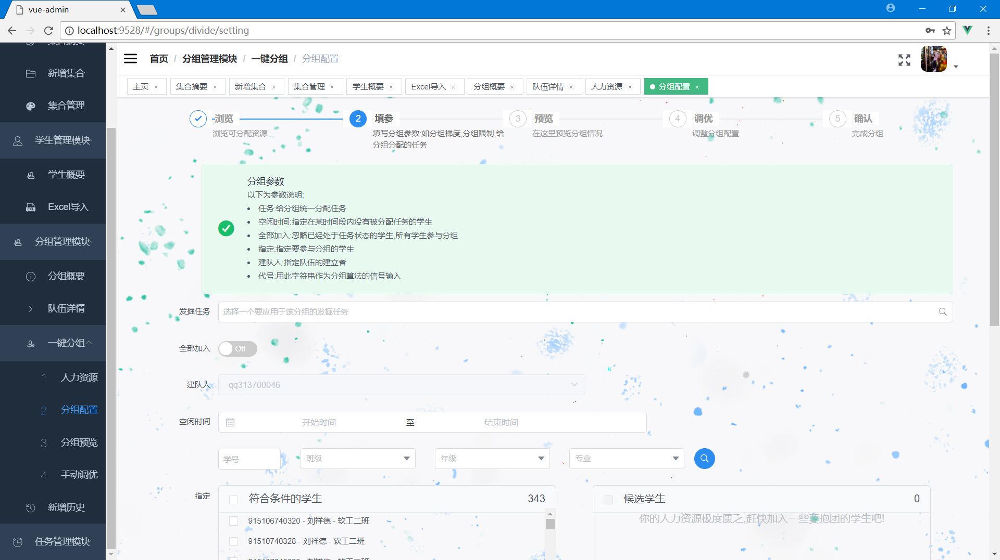 vue-admin
localhost:9528/#/groups/divide/setting
集合摘要
新增集合
集合管理
学生管理模块
学生概要
Excel导入
分组管理模块
分组概要
队伍详情
一键分组
1 人力资源
2 分组配置
3 分组预览
4 手动调优
新增历史
任务管理模块
首页 / 分组管理模块 / 一键分组 / 分组配置
主页 × 集合摘要 × 新增集合 × 集合管理 × 学生概要 × Excel导入 × 分组概要 × 队伍详情 × 人力资源 × 分组配置 ×
浏览
浏览可分配资源
2 填参
填写分组参数:如分组梯度,分组限制,给
分组分配的任务
3 预览
在这里预览分组情况
4 调优
调整分组配置
5 确认
完成分组
分组参数
以下为参数说明:
任务:给分组统一分配任务
空闲时间:指定在某时间段内没有被分配任务的学生
全部加入:忽略已经处于任务状态的学生,所有学生参与分组
指定:指定要参与分组的学生
建队人:指定队伍的建立者
代号:用此字符串作为分组算法的信号输入
发掘任务 选择一个要应用于该分组的发掘任务
全部加入 Off
建队人 qq313700046
空闲时间 开始时间 至 结束时间
学号 班级 年级 专业
指定
符合条件的学生 343
915106740320 - 刘祥德 - 软工二班
91510740328 - 刘祥德 - 软工二班
候选学生 0
你的人力资源极度匮乏,赶快加入一些要抱团的学生吧!